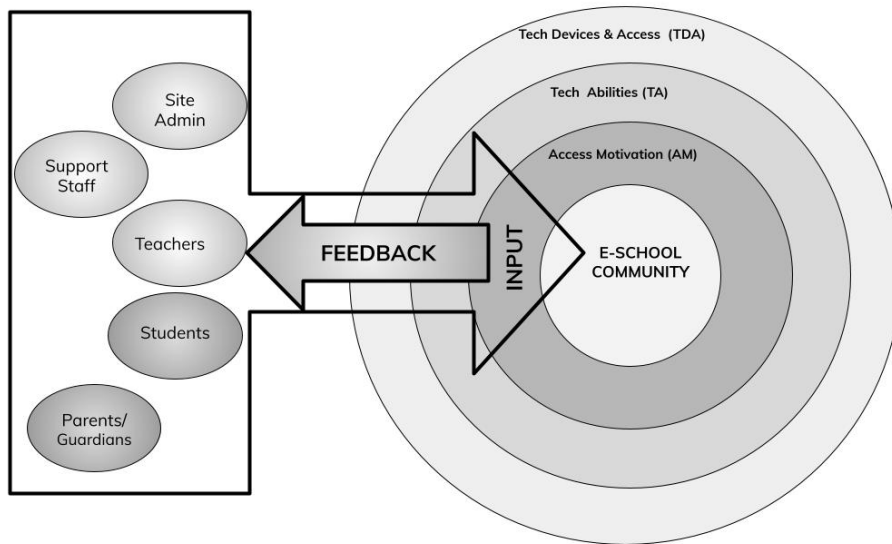 Site
Admin
Support
Staff
Teachers
Students
Parents/
Guardians
FEEDBACK
INPUT
Tech Devices & Access (TDA)
Tech Abilities (TA)
Access Motivation (AM)
E-SCHOOL
COMMUNITY